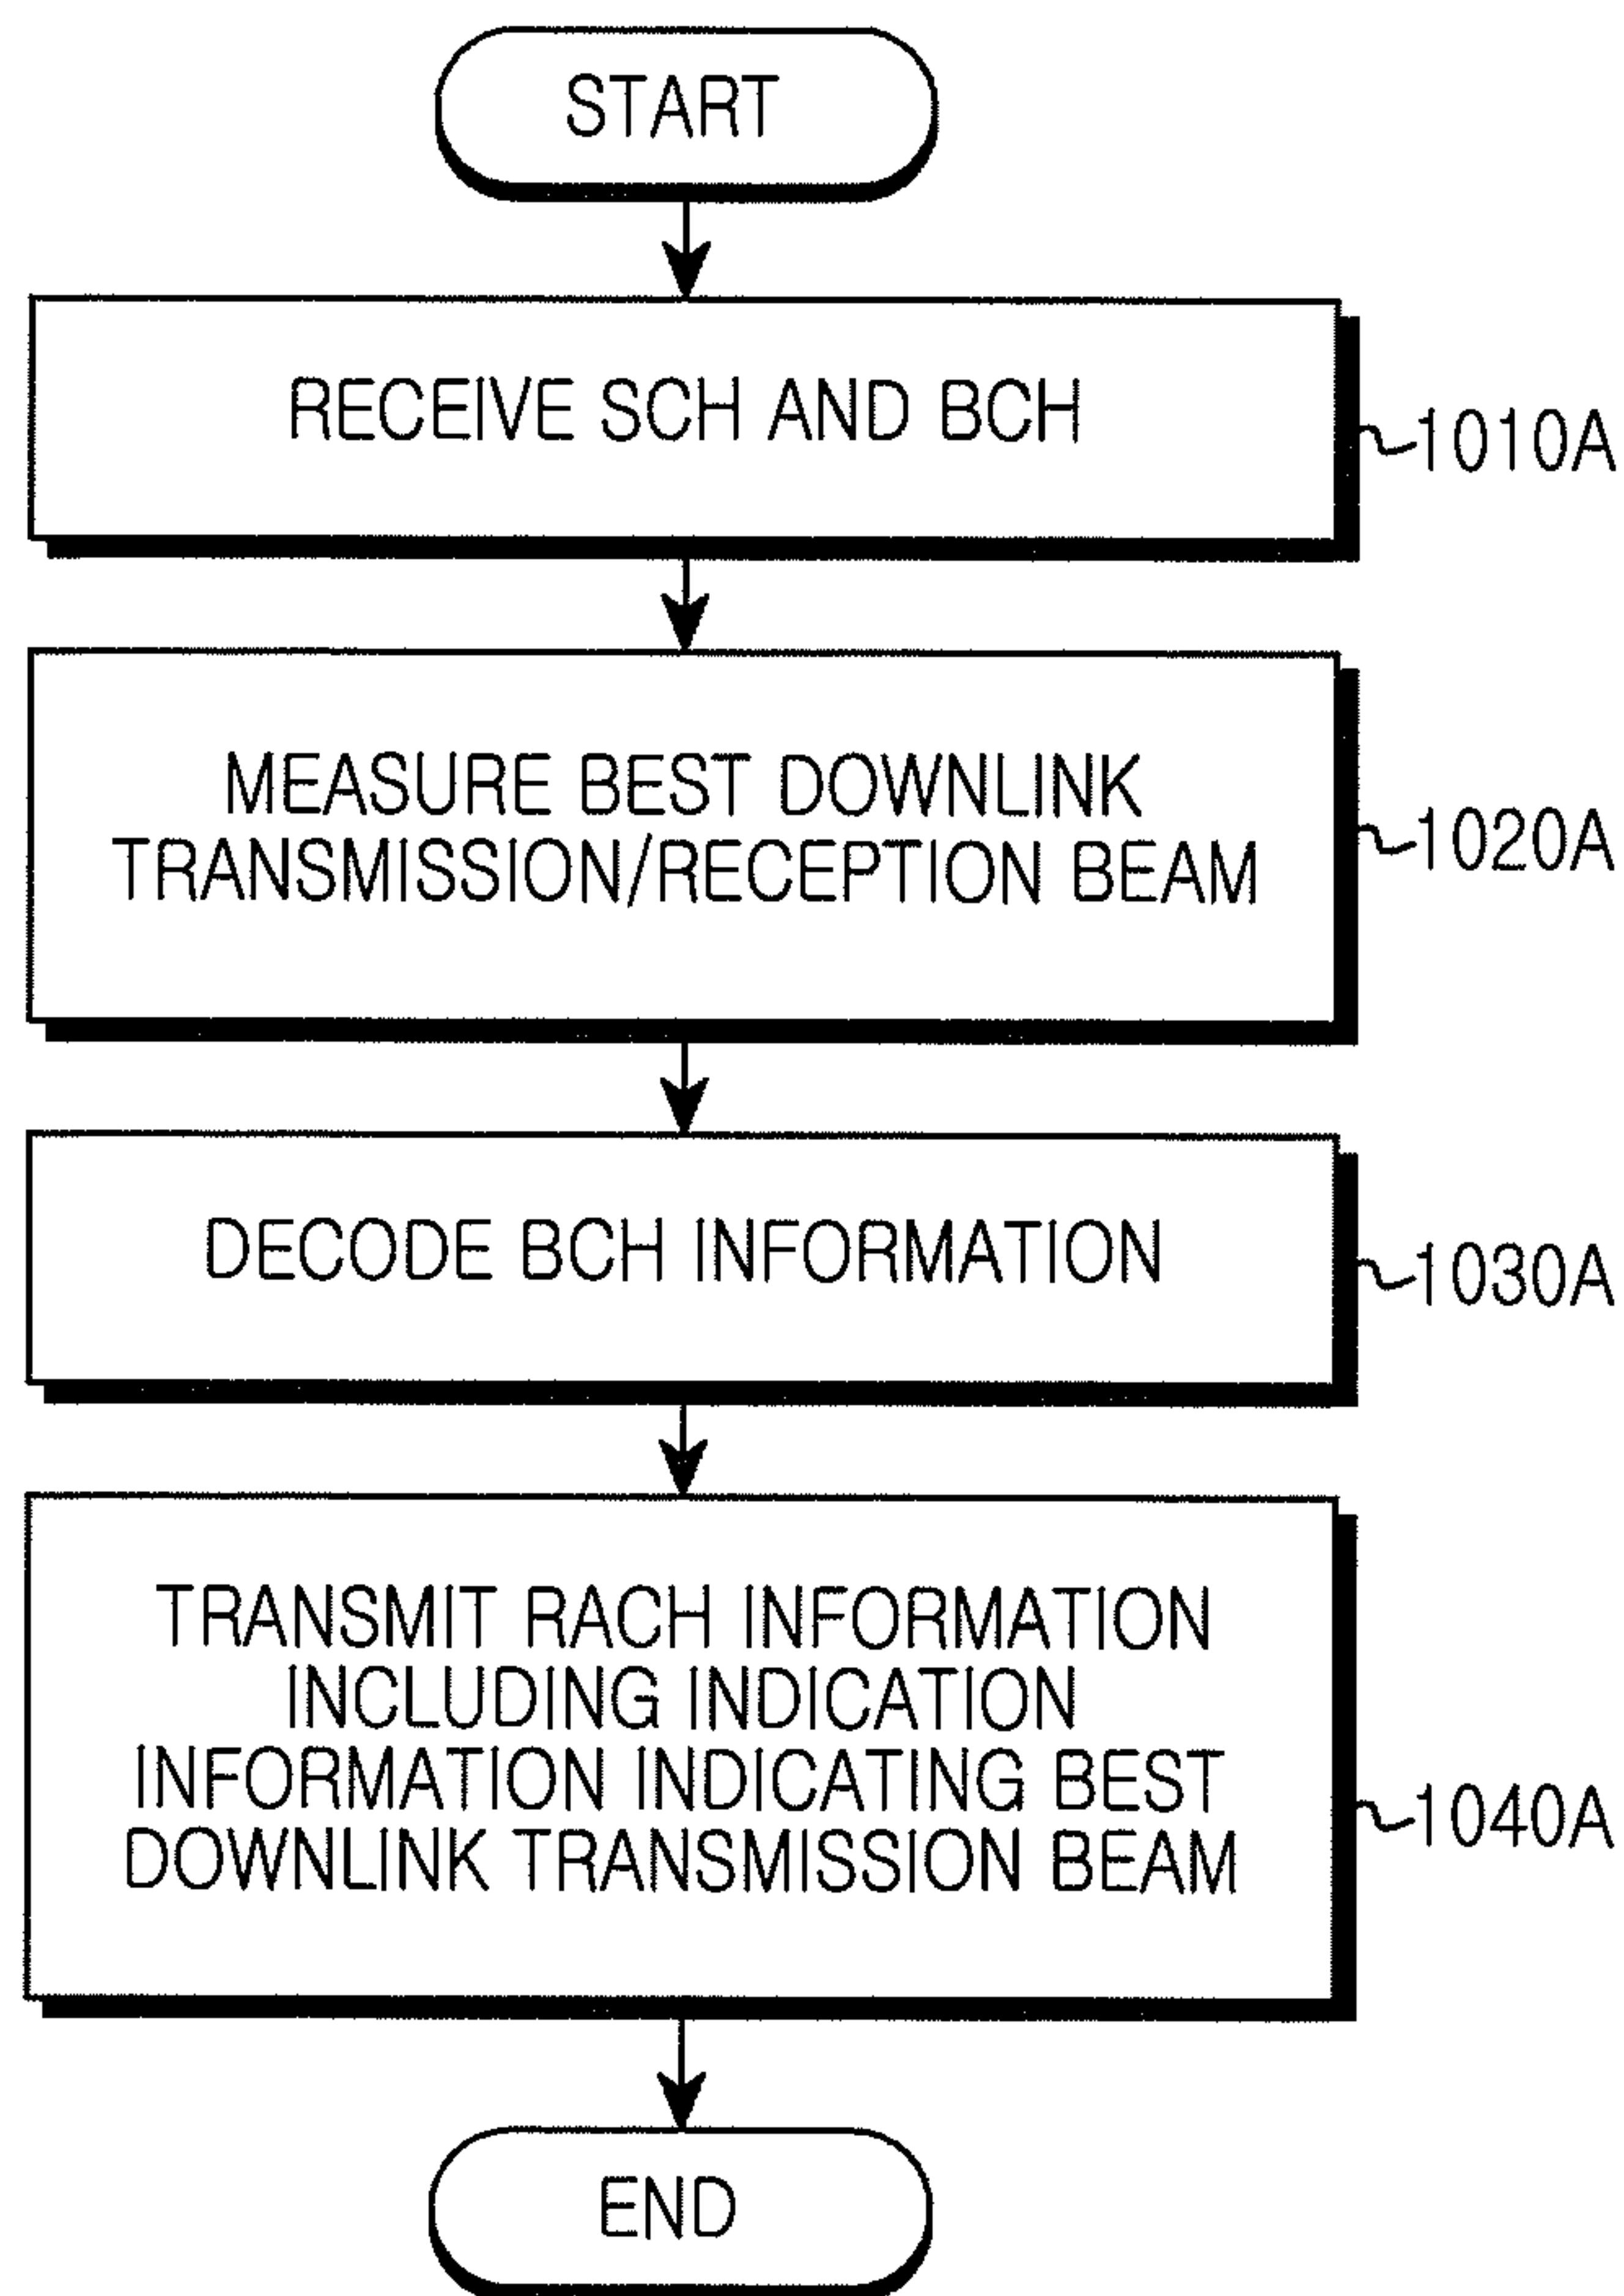 START
RECEIVE SCH AND BCH
1010A
MEASURE BEST DOWNLINK
TRANSMISSION/RECEPTION BEAM
1020A
DECODE BCH INFORMATION
1030A
TRANSMIT RACH INFORMATION
INCLUDING INDICATION
INFORMATION INDICATING BEST
DOWNLINK TRANSMISSION BEAM
1040A
END